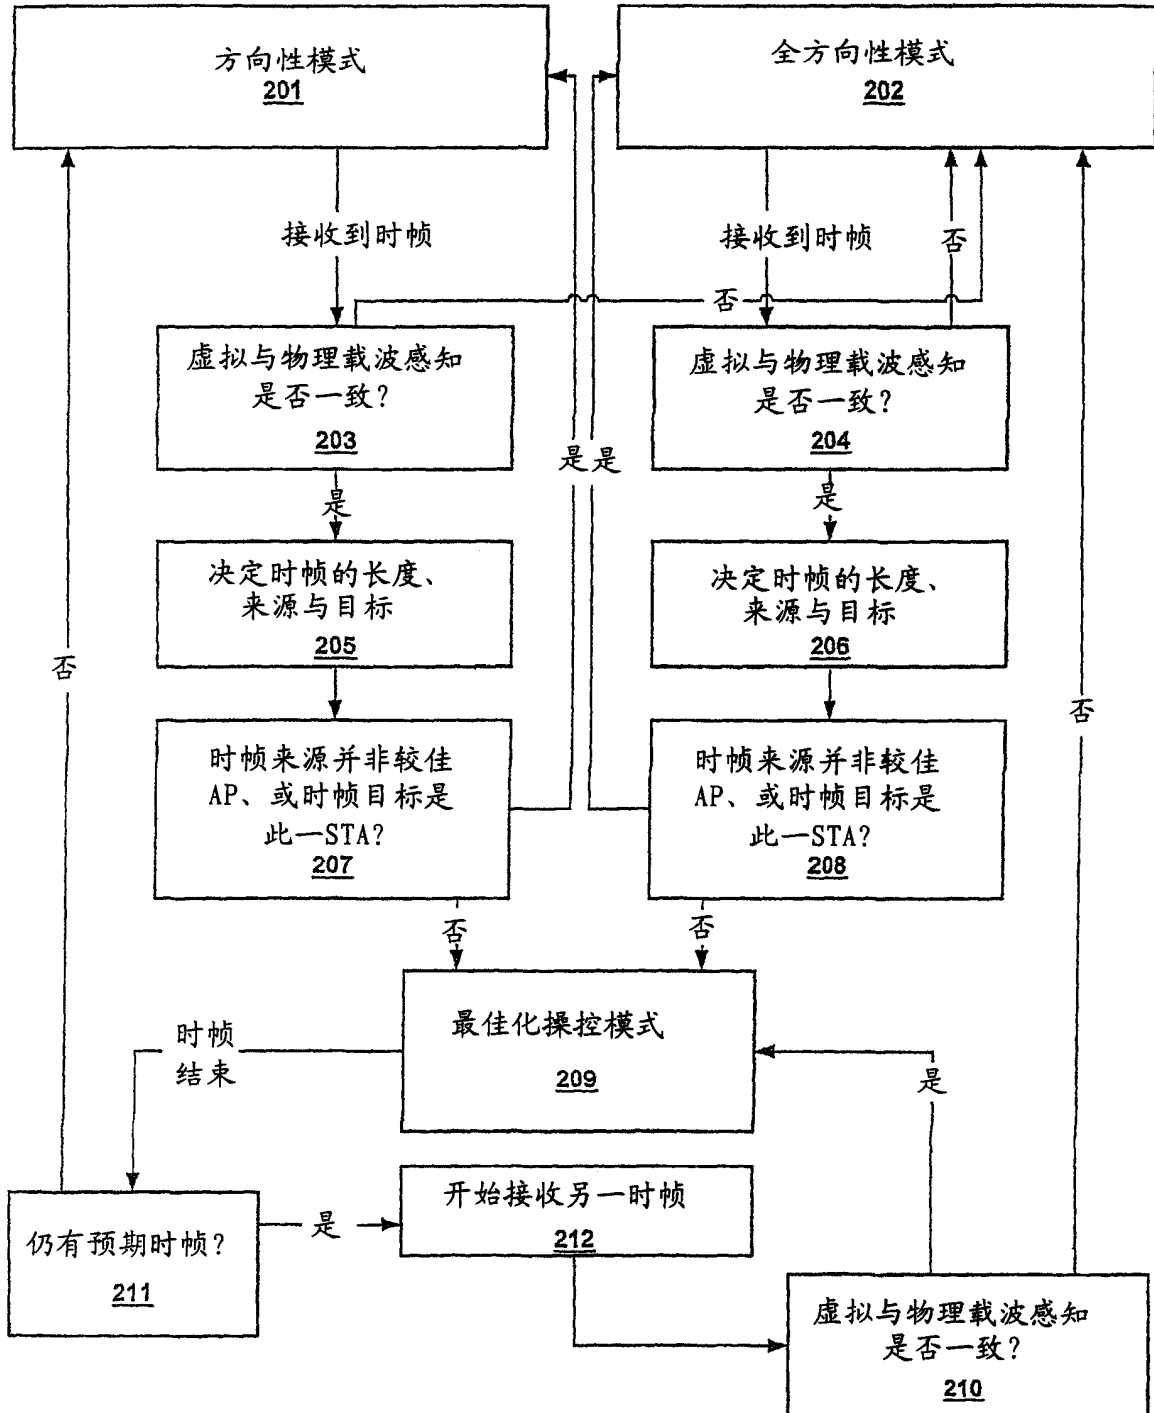 方向性模式
201
全方向性模式
202
接收到时帧
接收到时帧
否
否
虚拟与物理载波感知
是否一致?
203
虚拟与物理载波感知
是否一致?
204
是
是
是
是
决定时帧的长度、
来源与目标
205
决定时帧的长度、
来源与目标
206
否
否
时帧来源并非较佳
AP、或时帧目标是
此一STA?
207
时帧来源并非较佳
AP、或时帧目标是
此一STA?
208
否
否
最佳化操控模式
209
时帧
结束
是
仍有预期时帧?
211
是
开始接收另一时帧
212
虚拟与物理载波感知
是否一致?
210